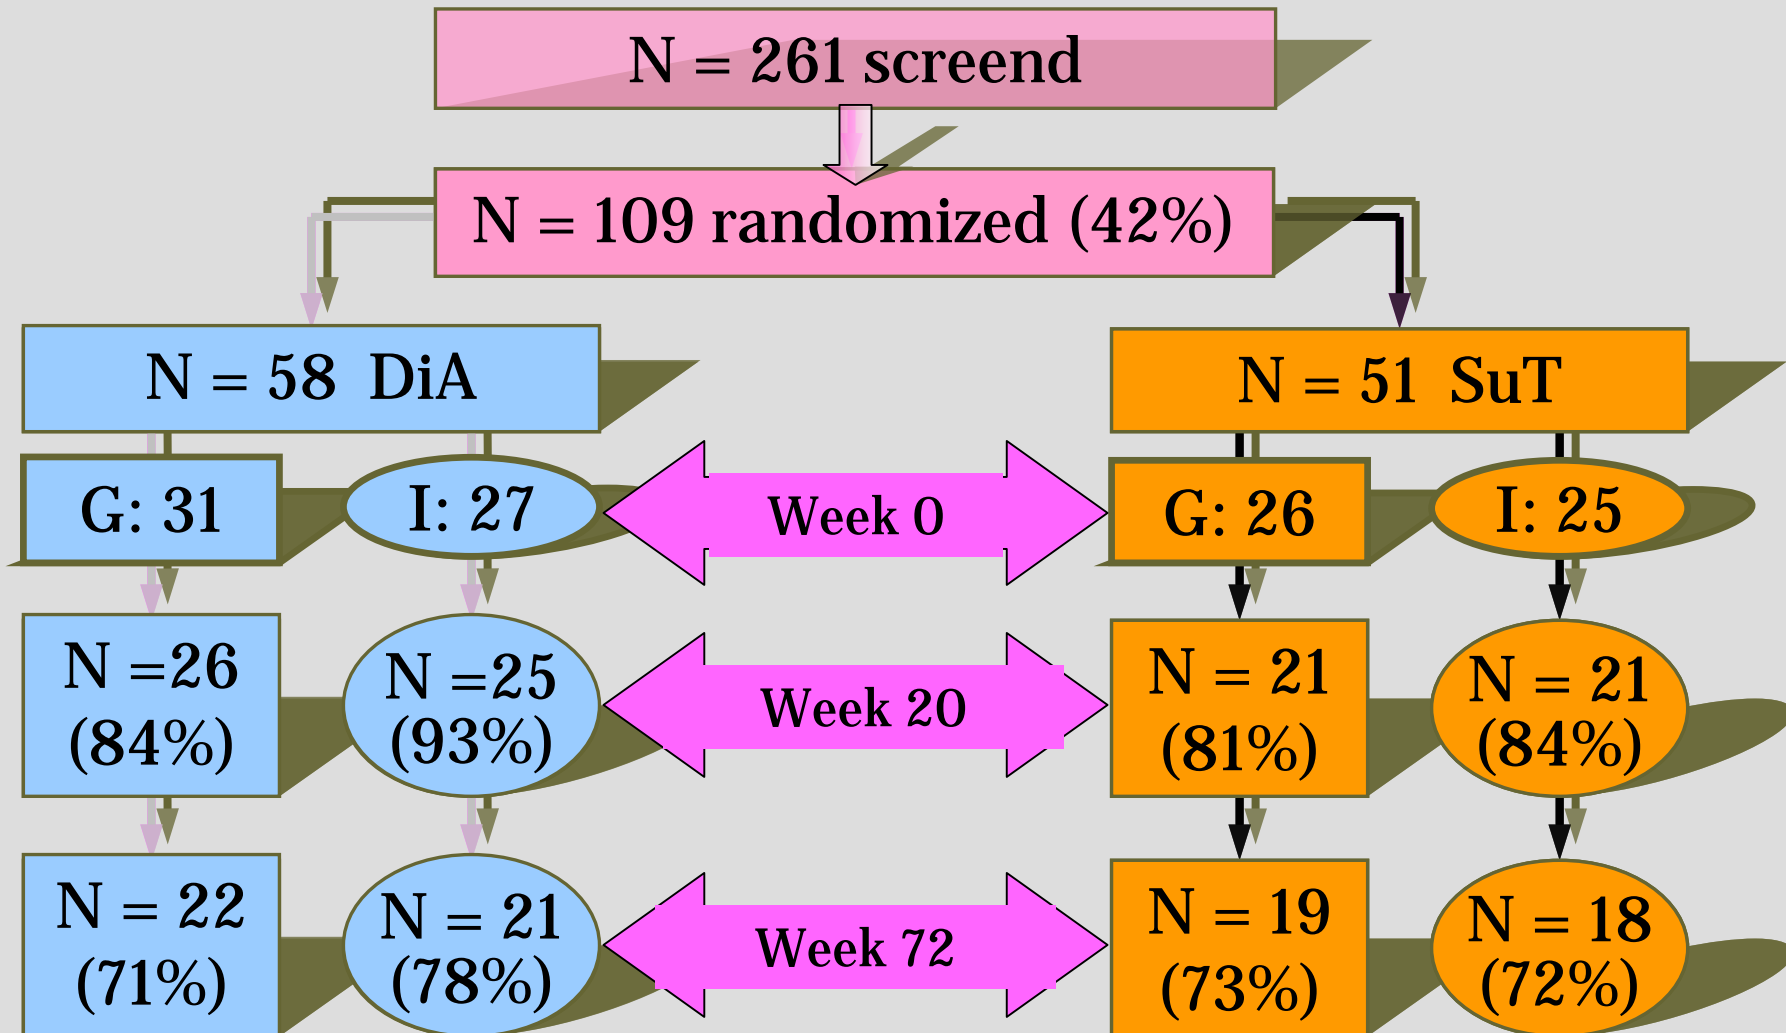 N = 261 screend
N = 109 randomized (42%)
N = 58 DiA
N = 51 SuT
G: 31
I: 27
Week 0
G: 26
I: 25
N =26
(84%)
N =25
(93%)
Week 20
N = 21
(81%)
N = 21
(84%)
N = 22
(71%)
N = 21
(78%)
Week 72
N = 19
(73%)
N = 18
(72%)